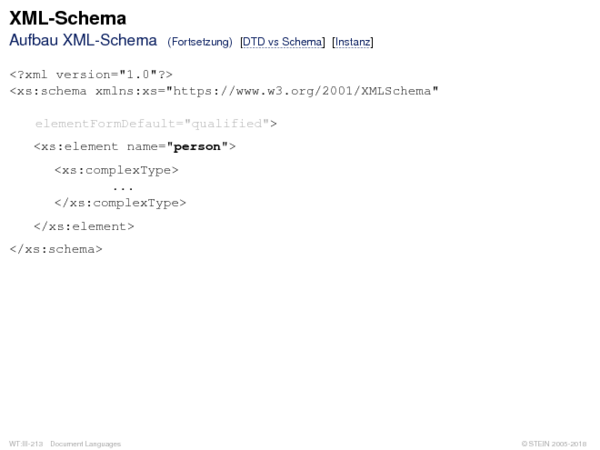 XML-Schema
Aufbau XML-Schema (Fortsetzung) [DTD vs Schema] [Instanz]
<?xml version="1.0"?>
<xs:schema xmlns:xs="https://www.w3.org/2001/XMLSchema"
elementFormDefault="qualified">
<xs:element name="person">
<xs:complexType>
...
</xs:complexType>
</xs:element>
</xs:schema>
WT:III-213 Document Languages © STEIN 2005-2018